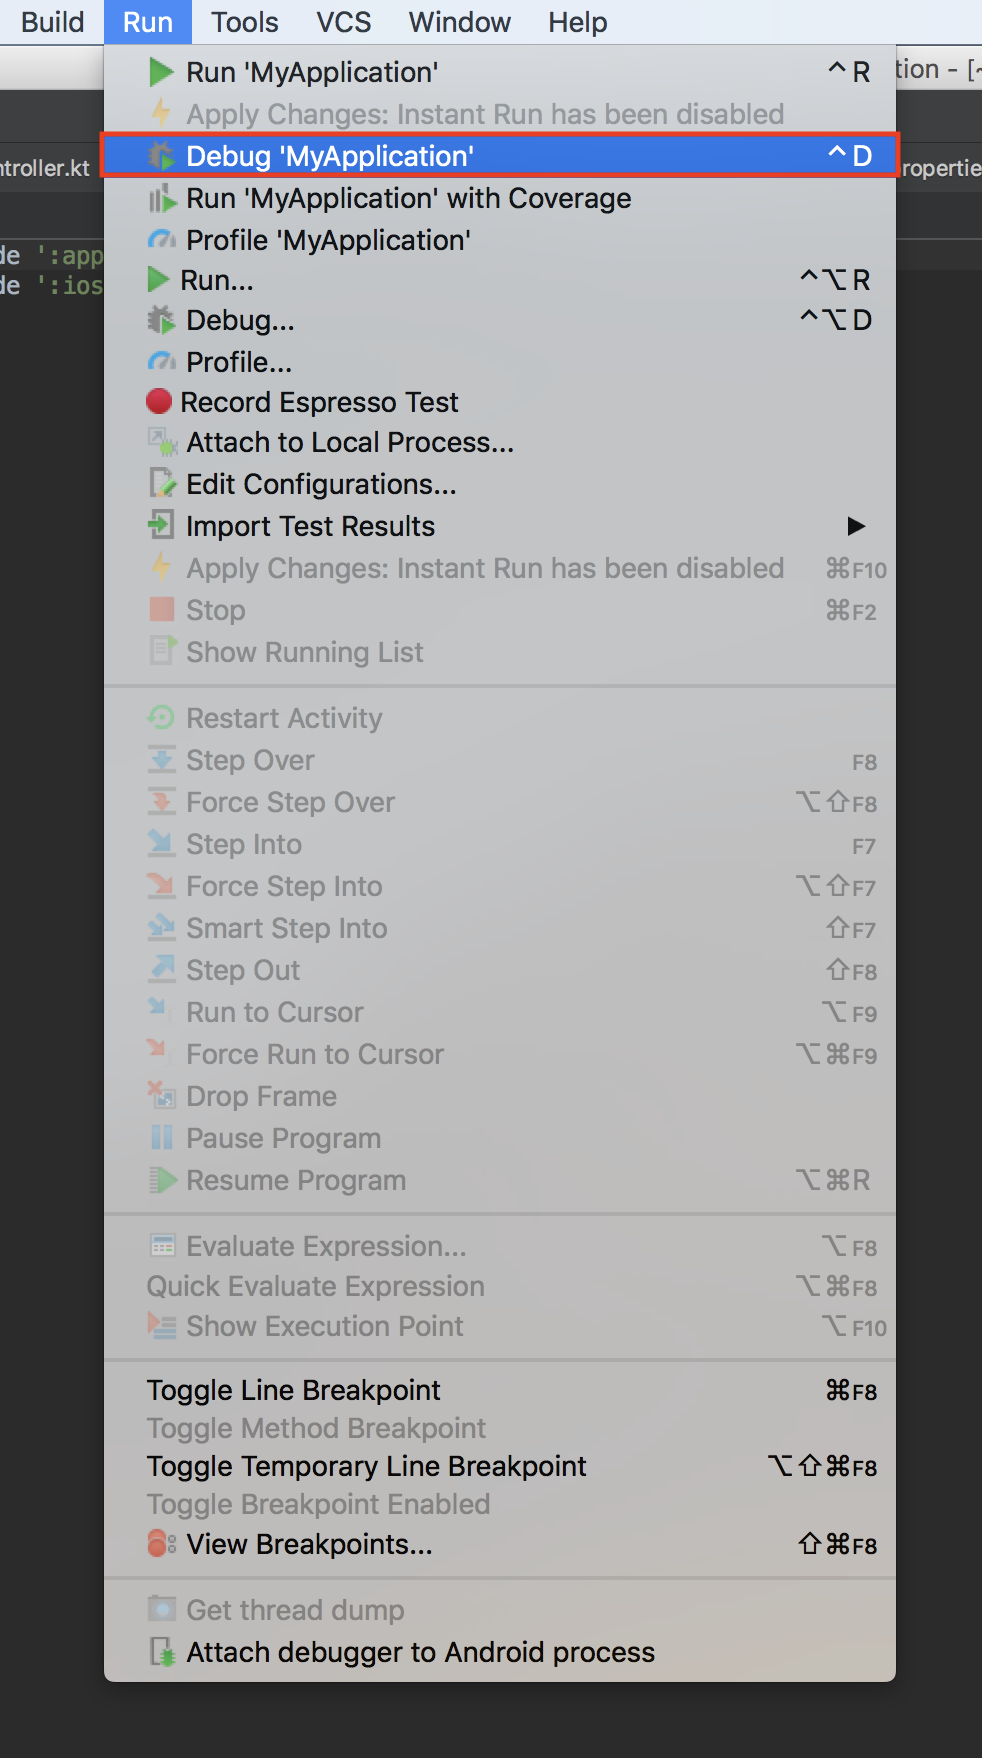 Build Run Tools VCS Window Help
tion - [~
Run 'MyApplication' ^ R
Apply Changes: Instant Run has been disabled
ntroller.kt Debug 'MyApplication' ^ D ropertie
Run 'MyApplication' with Coverage
Profile 'MyApplication'
de ':app
Run... ^⌥ R
de ':ios
Debug... ^⌥ D
Profile...
Record Espresso Test
Attach to Local Process...
Edit Configurations...
Import Test Results ▶
Apply Changes: Instant Run has been disabled ⌘F10
Stop ⌘F2
Show Running List
Restart Activity
Step Over F8
Force Step Over ⌥⇧F8
Step Into F7
Force Step Into ⌥⇧F7
Smart Step Into ⇧F7
Step Out ⇧F8
Run to Cursor ⌥F9
Force Run to Cursor ⌥⌘F9
Drop Frame
Pause Program
Resume Program ⌥⌘R
Evaluate Expression... ⌥F8
Quick Evaluate Expression ⌥⌘F8
Show Execution Point ⌥F10
Toggle Line Breakpoint ⌘F8
Toggle Method Breakpoint
Toggle Temporary Line Breakpoint ⌥⇧⌘F8
Toggle Breakpoint Enabled
View Breakpoints... ⇧⌘F8
Get thread dump
Attach debugger to Android process